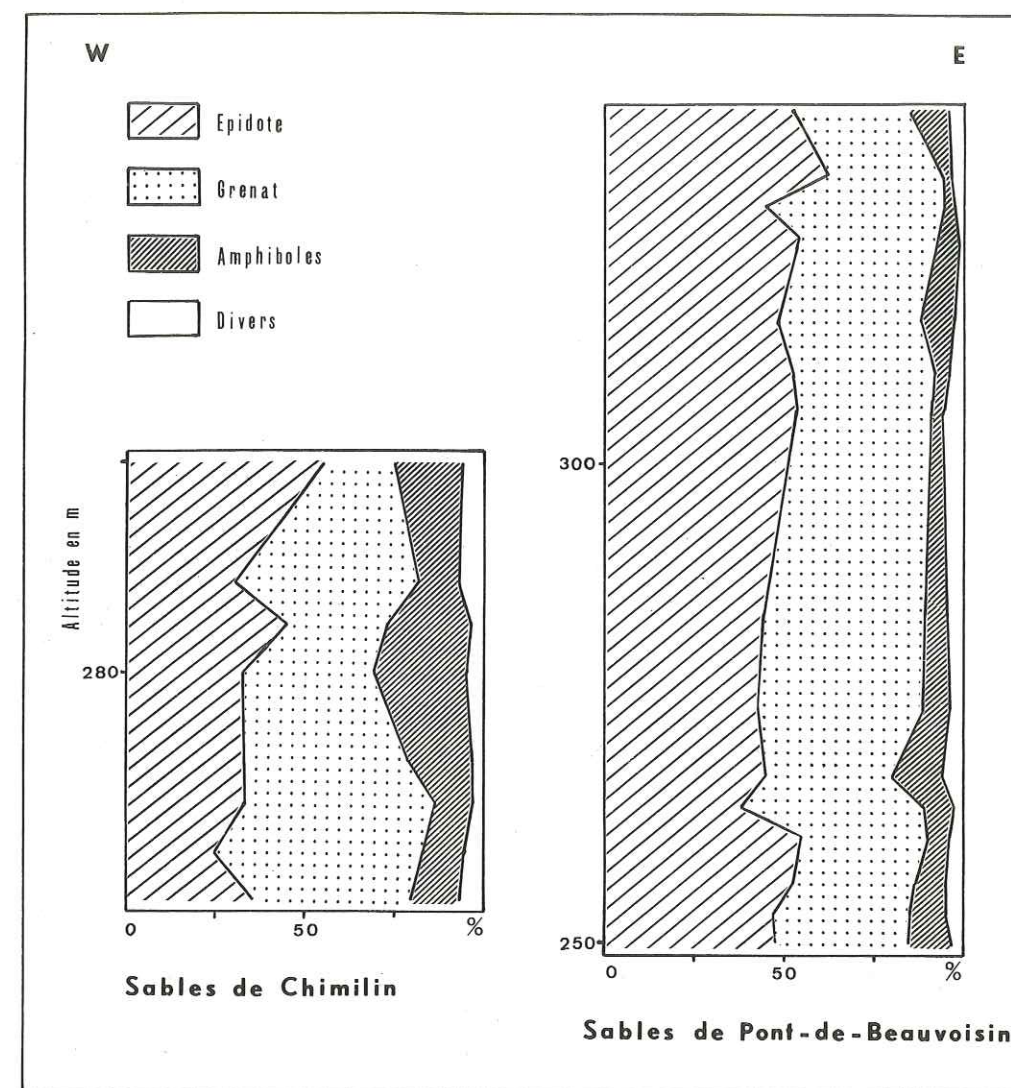 W
E
Epidote
Grenat
Amphiboles
Divers
Altitude en m
280
0 50 %
Sables de Chimilin
300
250
0 50 %
Sables de Pont-de-Beauvoisin